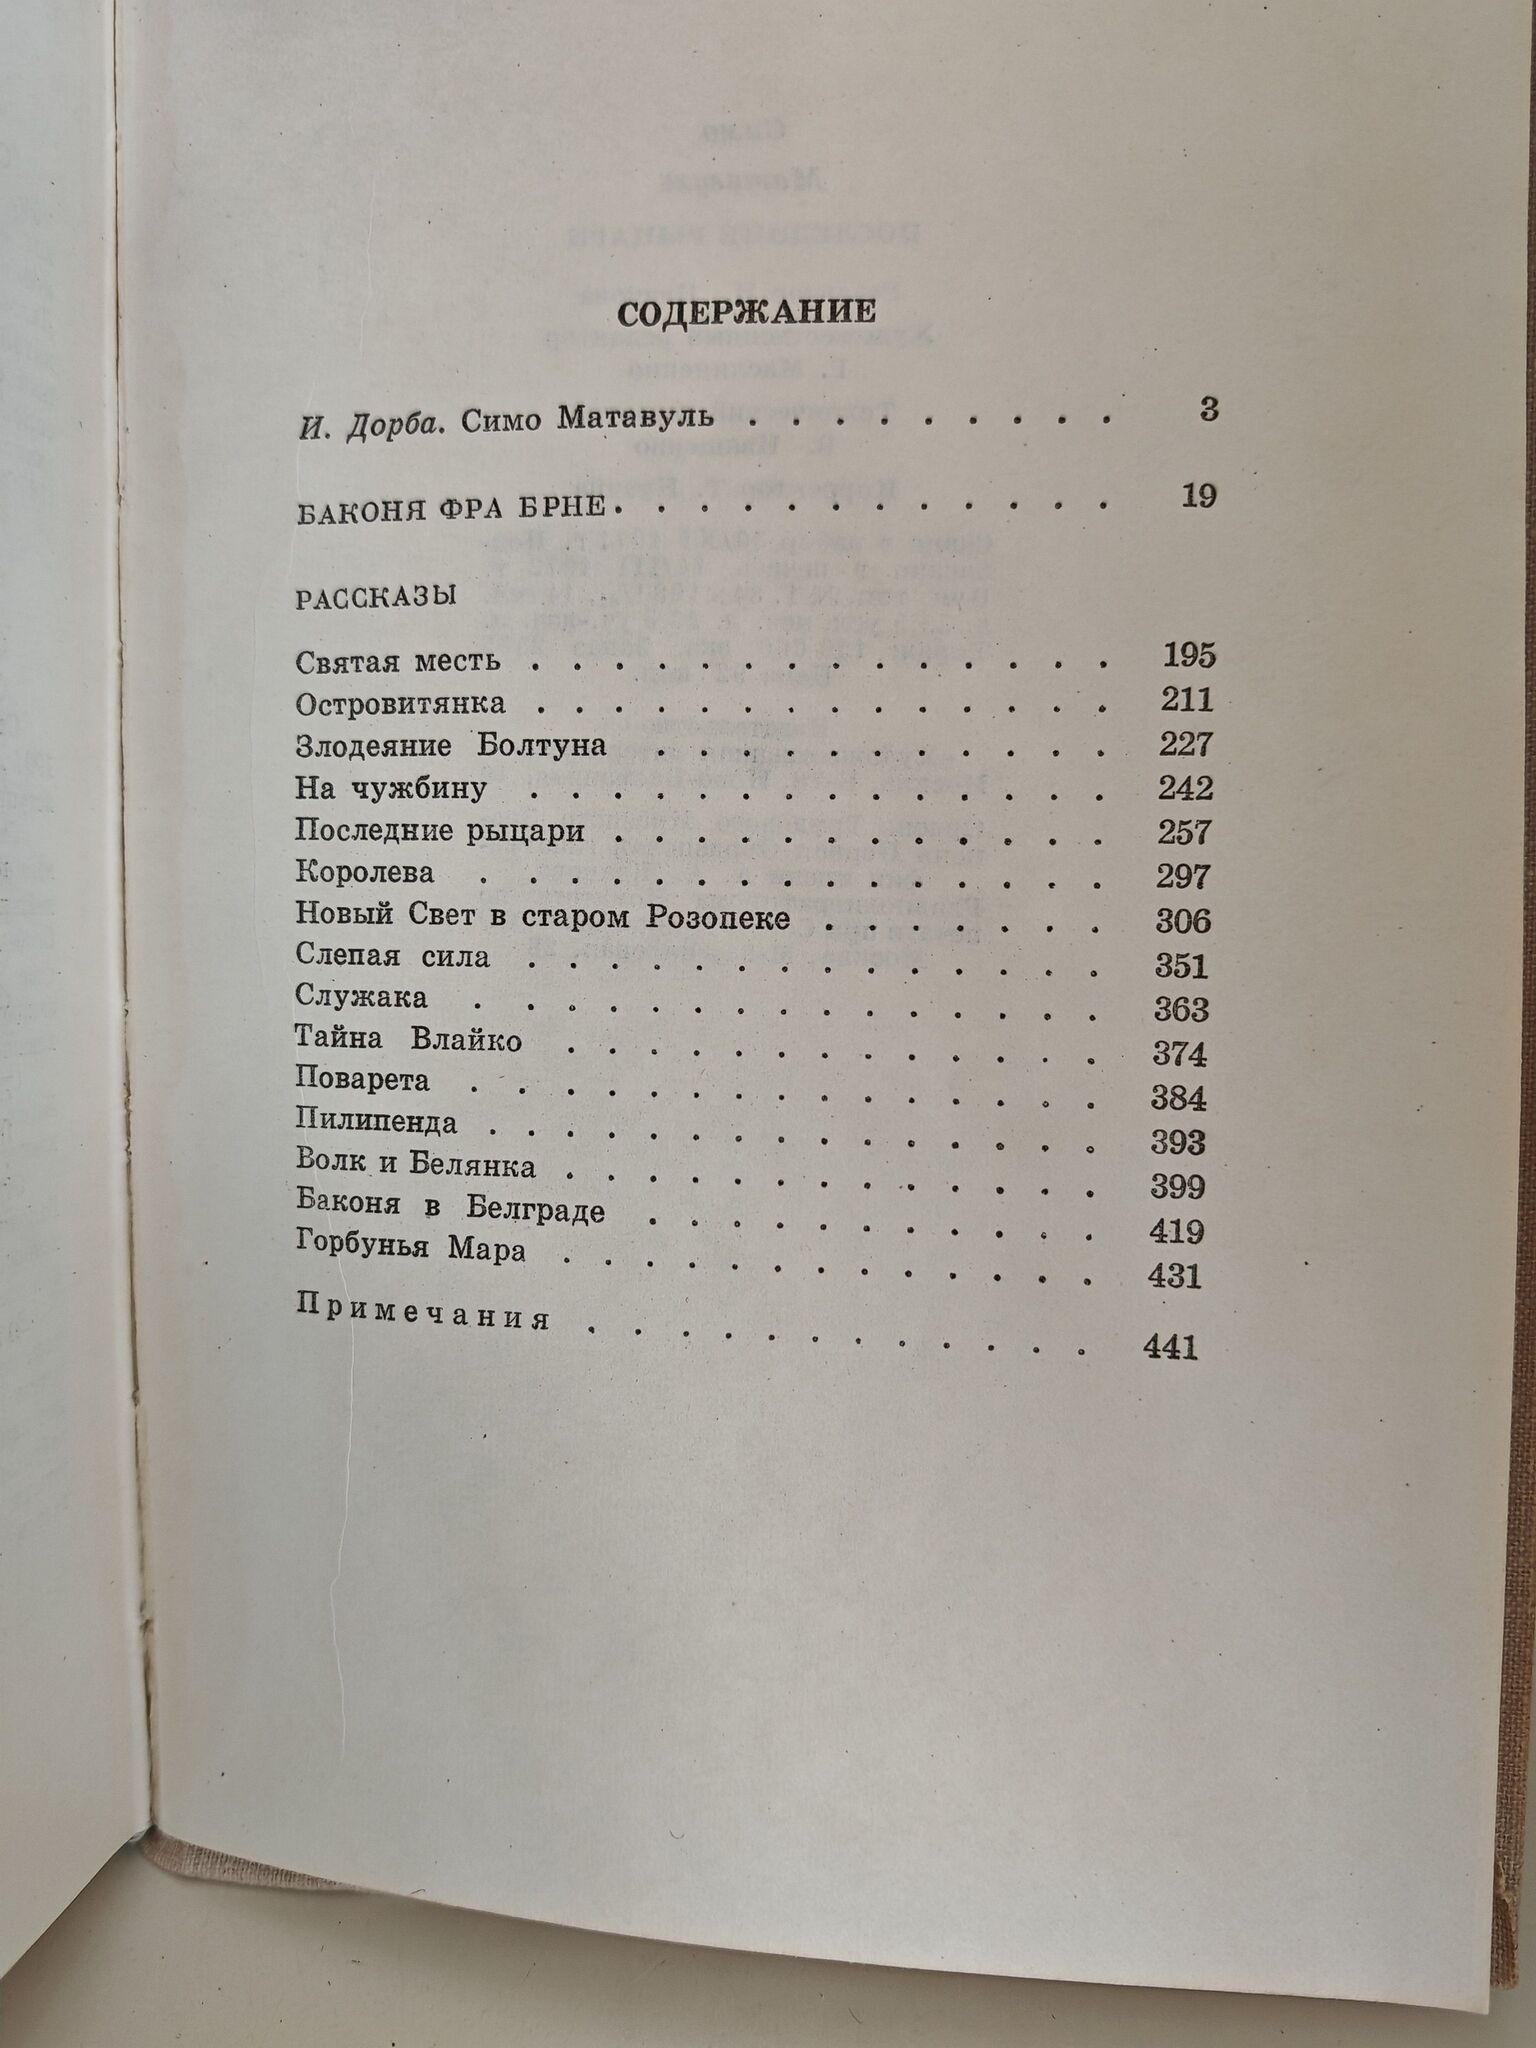 СОДЕРЖАНИЕ
И. Дорба. Симо Матавуль . . . . . . . . . 3
БАКОНЯ ФРА БРНЕ . . . . . . . . . . . . 19
РАССКАЗЫ
Святая месть . . . . . . . . . . . . . . 195
Островитянка . . . . . . . . . . . . . . 211
Злодеяние Болтуна . . . . . . . . . . . 227
На чужбину . . . . . . . . . . . . . . 242
Последние рыцари . . . . . . . . . . . . 257
Королева . . . . . . . . . . . . . . . 297
Новый Свет в старом Розопеке . . . . . . . 306
Слепая сила . . . . . . . . . . . . . . 351
Служака . . . . . . . . . . . . . . . 363
Тайна Влайко . . . . . . . . . . . . . 374
Поварета . . . . . . . . . . . . . . . 384
Пилипенда . . . . . . . . . . . . . . . 393
Волк и Белянка . . . . . . . . . . . . . 399
Баконя в Белграде . . . . . . . . . . . 419
Горбунья Мара . . . . . . . . . . . . . 431
Примечания . . . . . . . . . . . . 441